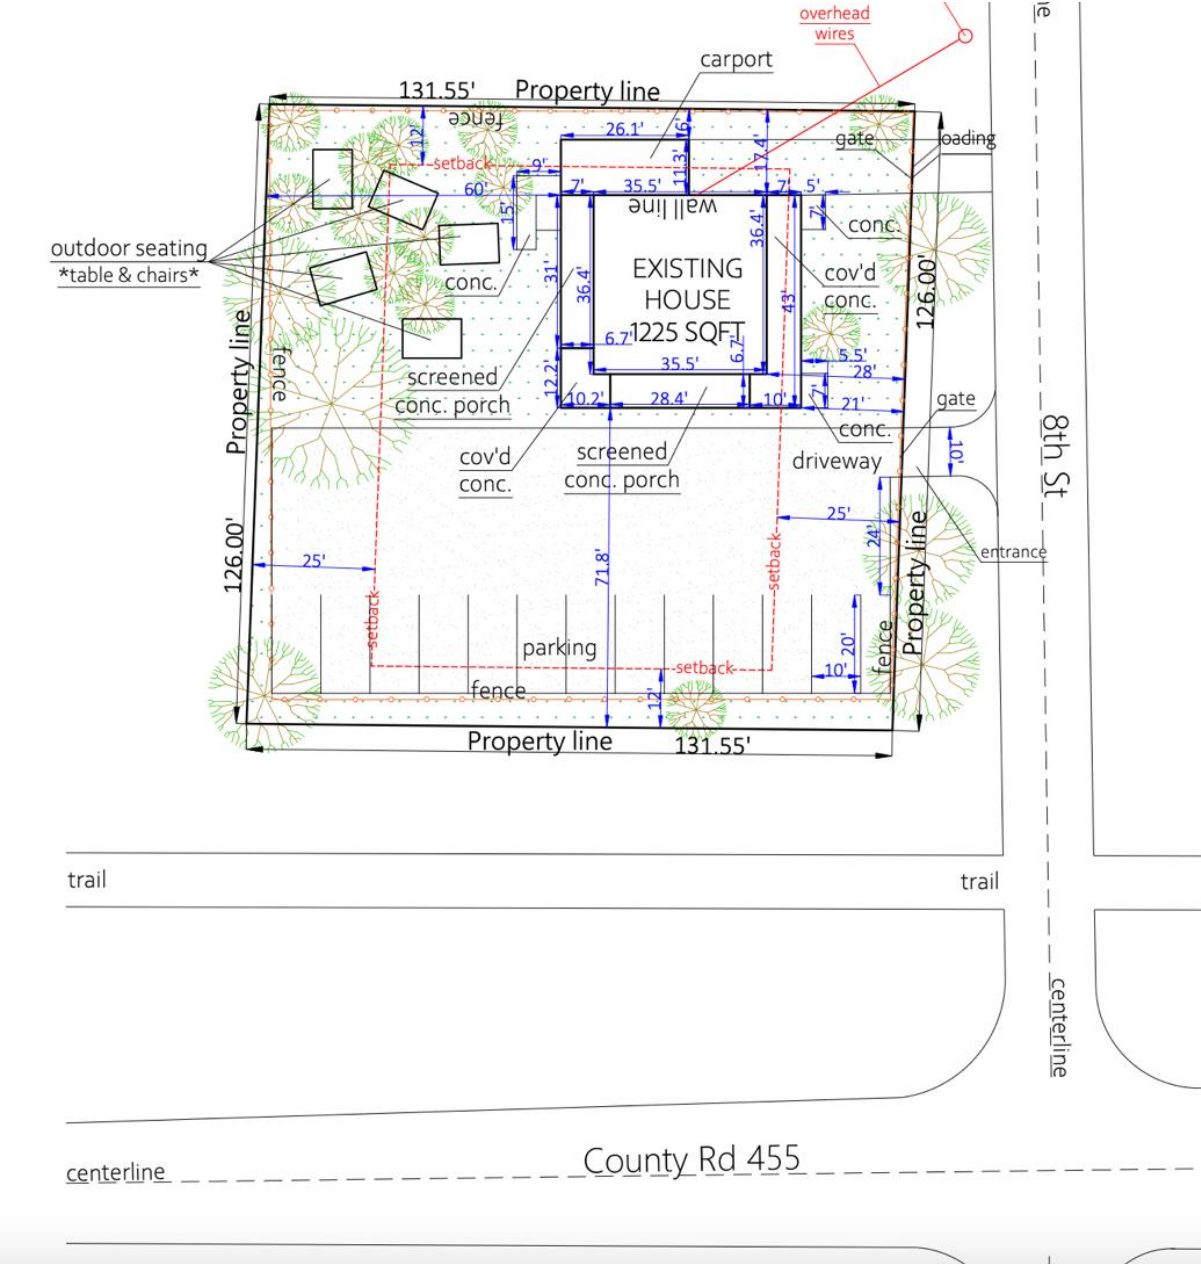 overhead
wires
ne
carport
131.55'
Property line
fence
12'
26.1'
6'
11.3'
17.4'
gate
loading
setback
9'
60'
7'
35.5'
7'
5'
15'
wall line
7'
conc.
outdoor seating
*table & chairs*
conc.
31'
36.4'
EXISTING
HOUSE
1225 SQFT
36.4'
43'
cov'd
conc.
126.00'
Property line
fence
6.7'
6.7'
35.5'
5.5'
28'
screened
conc. porch
12.2'
10.2'
28.4'
10'
7'
21'
gate
conc.
cov'd
conc.
screened
conc. porch
driveway
10'
8th St
126.00'
25'
71.8'
setback
25'
24'
entrance
Property line
setback
parking
20'
10'
fence
setback
fence
12'
Property line
131.55'
trail
trail
centerline
County Rd 455
centerline